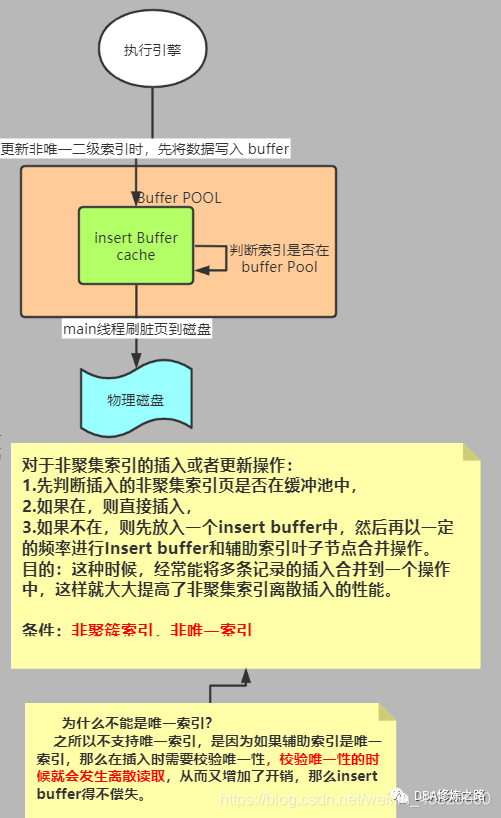 执行引擎
更新非唯一二级索引时，先将数据写入 buffer
Buffer POOL
insert Buffer
cache
判断索引是否在
buffer Pool
main线程刷脏页到磁盘
物理磁盘
对于非聚集索引的插入或者更新操作：
1.先判断插入的非聚集索引页是否在缓冲池中，
2.如果在，则直接插入，
3.如果不在，则先放入一个insert buffer中，然后再以一定
的频率进行Insert buffer和辅助索引叶子节点合并操作。
目的：这种时候，经常能将多条记录的插入合并到一个操作
中，这样就大大提高了非聚集索引离散插入的性能。
条件：非聚簇索引，非唯一索引
为什么不能是唯一索引？
之所以不支持唯一索引，是因为如果辅助索引是唯一
索引，那么在插入时需要校验唯一性，校验唯一性的时
候就会发生离散读取，从而又增加了开销，那么insert
buffer得不偿失。
DBA修炼之路